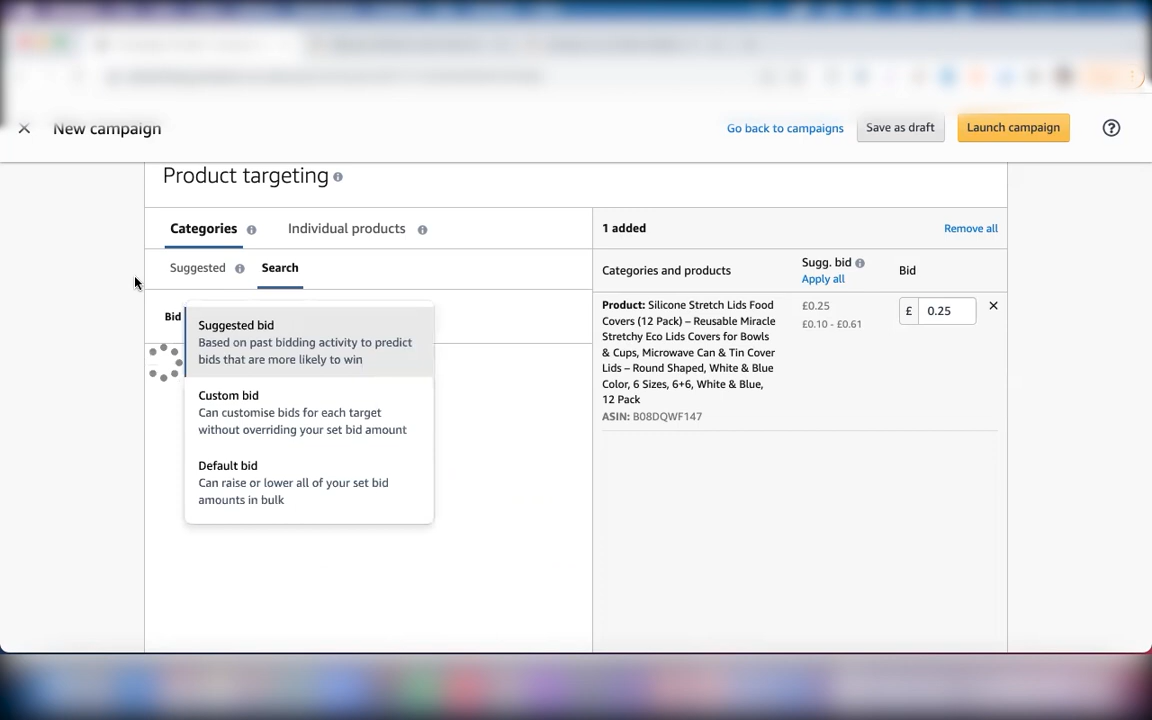 New campaign
Go back to campaigns
Save as draft
Launch campaign
Product targeting
Categories
Individual products
1 added
Remove all
Suggested
Search
Categories and products
Sugg. bid
Apply all
Bid
Bid
Suggested bid
Based on past bidding activity to predict
bids that are more likely to win
Custom bid
Can customise bids for each target
without overriding your set bid amount
Default bid
Can raise or lower all of your set bid
amounts in bulk
Product: Silicone Stretch Lids Food
Covers (12 Pack) – Reusable Miracle
Stretchy Eco Lids Covers for Bowls
& Cups, Microwave Can & Tin Cover
Lids – Round Shaped, White & Blue
Color, 6 Sizes, 6+6, White & Blue,
12 Pack
ASIN: B08DQWF147
£0.25
£0.10 - £0.61
£ 0.25